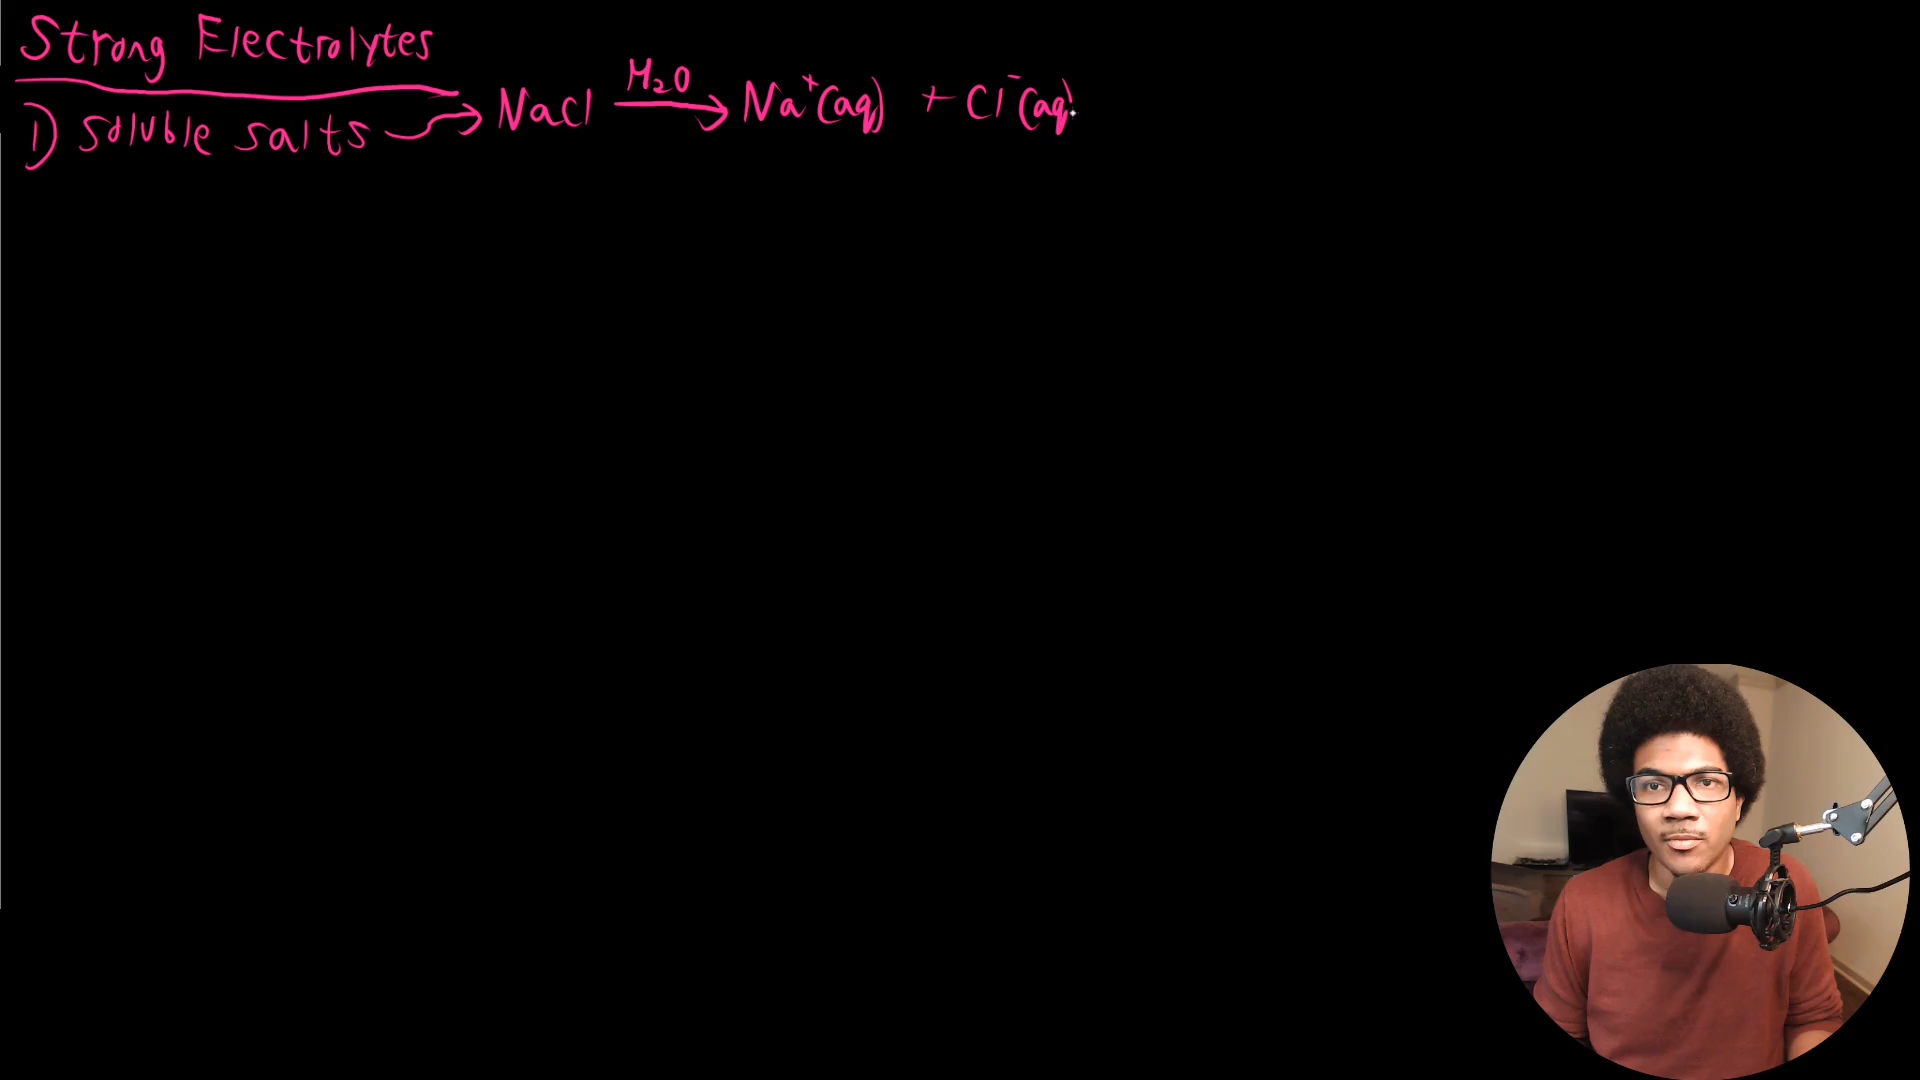 Strong Electrolytes
1) soluble salts → NaCl H₂O → Na⁺(aq) + Cl⁻(aq)